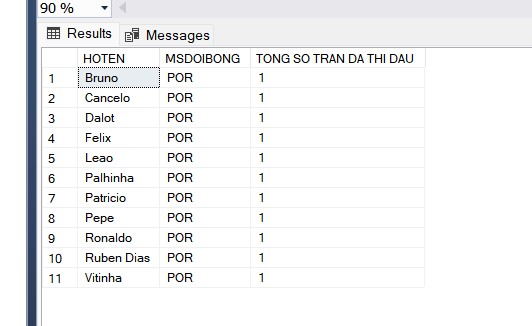 90 %
Results Messages
HOTEN MSDOIBONG TONG SO TRAN DA THI DAU
1 Bruno POR 1
2 Cancelo POR 1
3 Dalot POR 1
4 Felix POR 1
5 Leao POR 1
6 Palhinha POR 1
7 Patricio POR 1
8 Pepe POR 1
9 Ronaldo POR 1
10 Ruben Dias POR 1
11 Vitinha POR 1